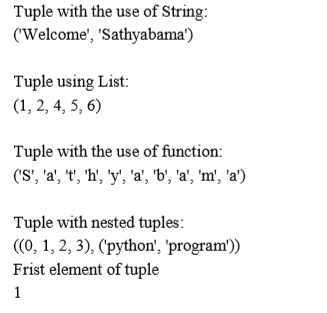 Tuple with the use of String:
('Welcome', 'Sathyabama')
Tuple using List:
(1, 2, 4, 5, 6)
Tuple with the use of function:
('S', 'a', 't', 'h', 'y', 'a', 'b', 'a', 'm', 'a')
Tuple with nested tuples:
((0, 1, 2, 3), ('python', 'program'))
Frist element of tuple
1